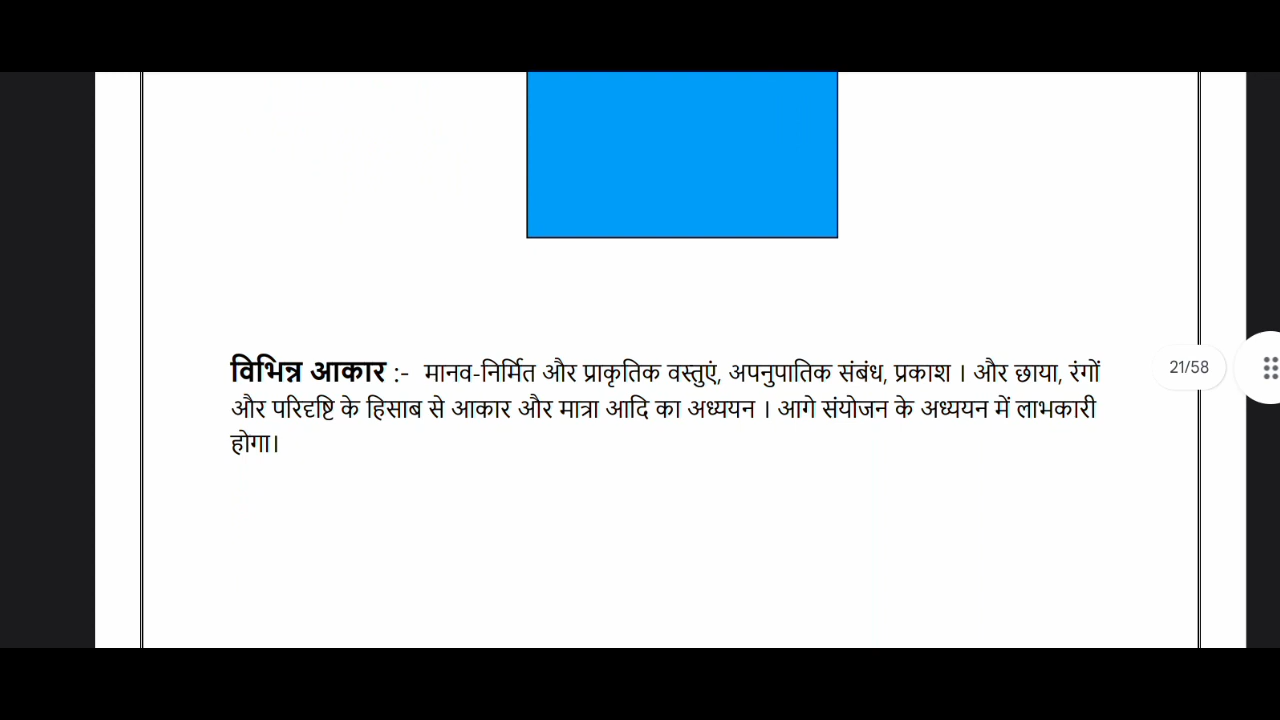 विभिन्न आकार :- मानव-निर्मित और प्राकृतिक वस्तुएं, अपनुपातिक संबंध, प्रकाश । और छाया, रंगों
21/58
और परिदृष्टि के हिसाब से आकार और मात्रा आदि का अध्ययन । आगे संयोजन के अध्ययन में लाभकारी
होगा।